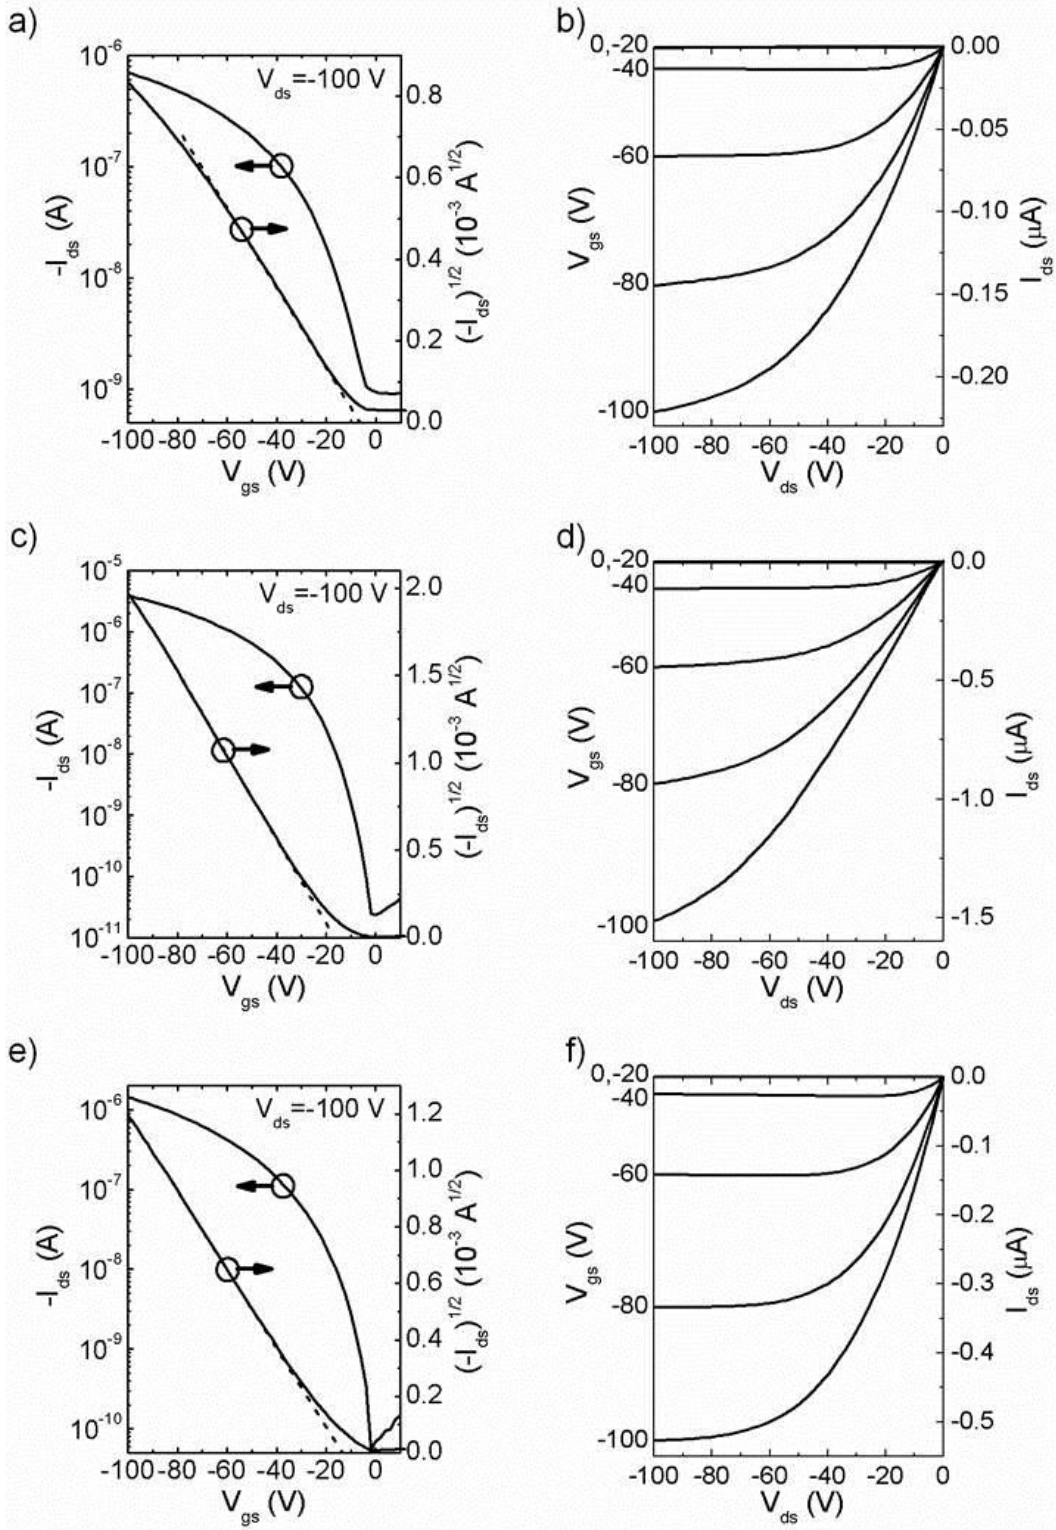 a)
V_ds=-100 V
10^-6
10^-7
10^-8
10^-9
-I_ds (A)
0.8
0.6
0.4
0.2
0.0
(-I_ds)^1/2 (10^-3 A^1/2)
-100 -80 -60 -40 -20 0
V_gs (V)
b)
0,-20
-40
-60
-80
-100
V_gs (V)
0.00
-0.05
-0.10
-0.15
-0.20
I_ds (μA)
-100 -80 -60 -40 -20 0
V_ds (V)
c)
V_ds=-100 V
10^-5
10^-6
10^-7
10^-8
10^-9
10^-10
10^-11
-I_ds (A)
2.0
1.5
1.0
0.5
0.0
(-I_ds)^1/2 (10^-3 A^1/2)
-100 -80 -60 -40 -20 0
V_gs (V)
d)
0,-20
-40
-60
-80
-100
V_gs (V)
0.0
-0.5
-1.0
-1.5
I_ds (μA)
-100 -80 -60 -40 -20 0
V_ds (V)
e)
V_ds=-100 V
10^-6
10^-7
10^-8
10^-9
10^-10
-I_ds (A)
1.2
1.0
0.8
0.6
0.4
0.2
0.0
(-I_ds)^1/2 (10^-3 A^1/2)
-100 -80 -60 -40 -20 0
V_gs (V)
f)
0,-20
-40
-60
-80
-100
V_gs (V)
0.0
-0.1
-0.2
-0.3
-0.4
-0.5
I_ds (μA)
-100 -80 -60 -40 -20 0
V_ds (V)